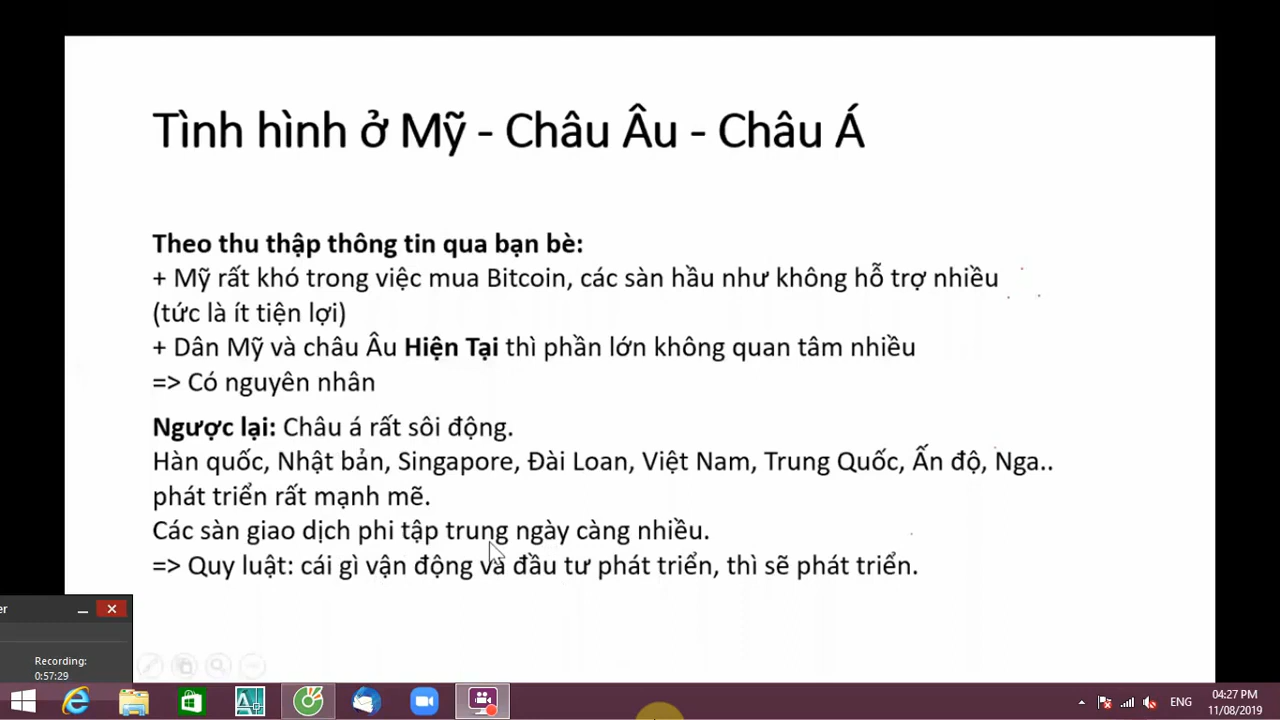 Tình hình ở Mỹ - Châu Âu - Châu Á
Theo thu thập thông tin qua bạn bè:
+ Mỹ rất khó trong việc mua Bitcoin, các sàn hầu như không hỗ trợ nhiều
(tức là ít tiện lợi)
+ Dân Mỹ và châu Âu Hiện Tại thì phần lớn không quan tâm nhiều
=> Có nguyên nhân
Ngược lại: Châu á rất sôi động.
Hàn quốc, Nhật bản, Singapore, Đài Loan, Việt Nam, Trung Quốc, Ấn độ, Nga..
phát triển rất mạnh mẽ.
Các sàn giao dịch phi tập trung ngày càng nhiều.
=> Quy luật: cái gì vận động và đầu tư phát triển, thì sẽ phát triển.
er
Recording:
0:57:29
ENG
04:27 PM
11/08/2019